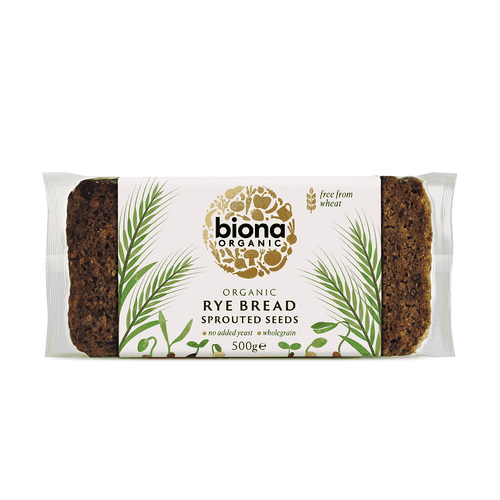 biona
ORGANIC
free from
wheat
ORGANIC
RYE BREAD
SPROUTED SEEDS
no added yeast • wholegrain
500g℮